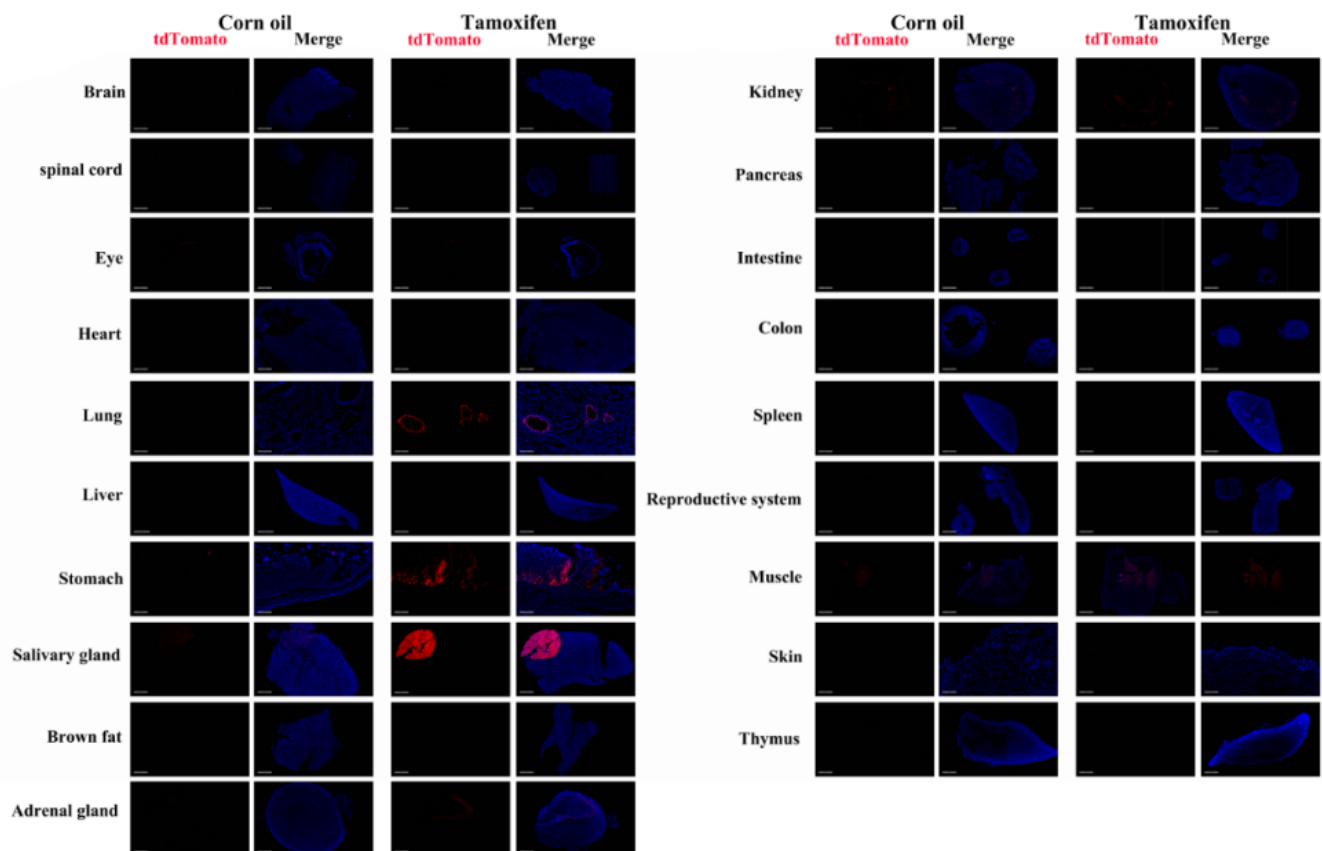 Corn oil Tamoxifen
tdTomato Merge tdTomato Merge
Brain
spinal cord
Eye
Heart
Lung
Liver
Stomach
Salivary gland
Brown fat
Adrenal gland
Corn oil Tamoxifen
tdTomato Merge tdTomato Merge
Kidney
Pancreas
Intestine
Colon
Spleen
Reproductive system
Muscle
Skin
Thymus